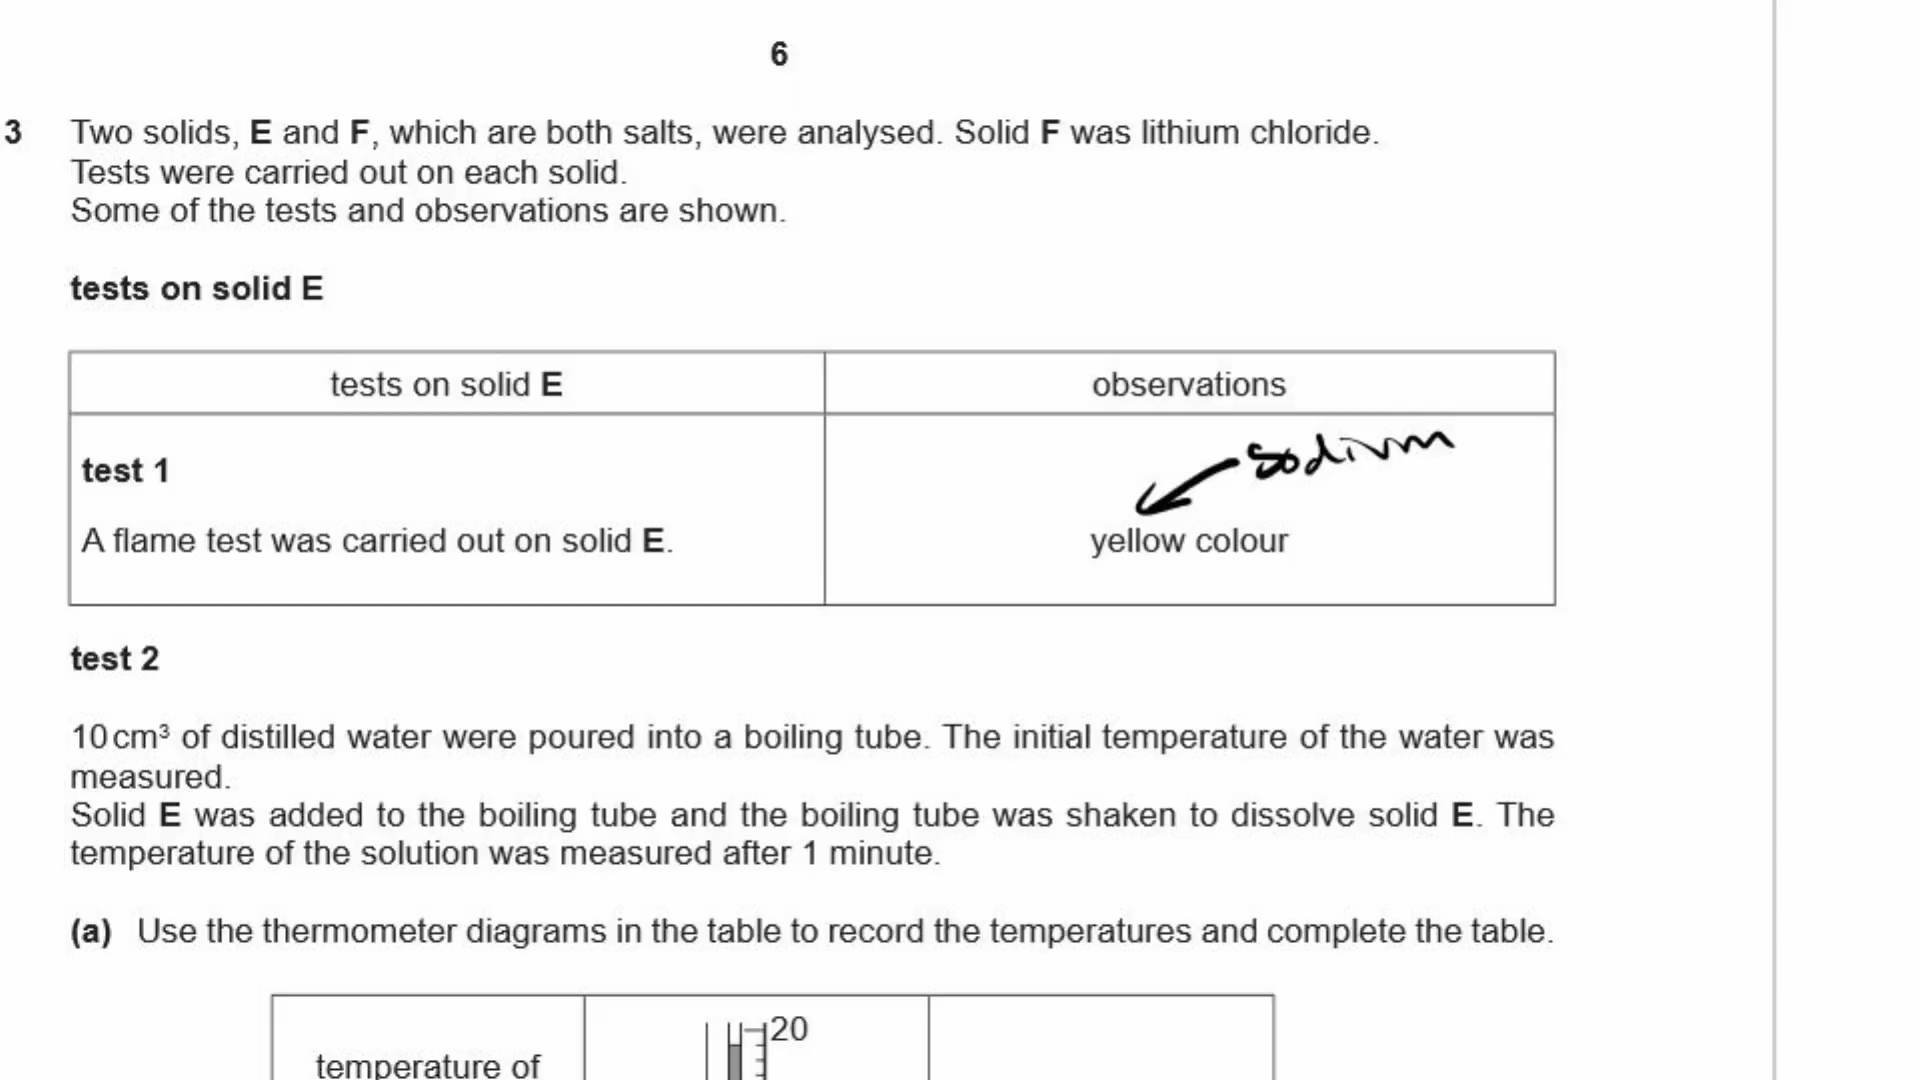 6
3 Two solids, E and F, which are both salts, were analysed. Solid F was lithium chloride.
Tests were carried out on each solid.
Some of the tests and observations are shown.
tests on solid E
tests on solid E observations
sodium
test 1
A flame test was carried out on solid E. yellow colour
test 2
10 cm³ of distilled water were poured into a boiling tube. The initial temperature of the water was
measured.
Solid E was added to the boiling tube and the boiling tube was shaken to dissolve solid E. The
temperature of the solution was measured after 1 minute.
(a) Use the thermometer diagrams in the table to record the temperatures and complete the table.
20
temperature of